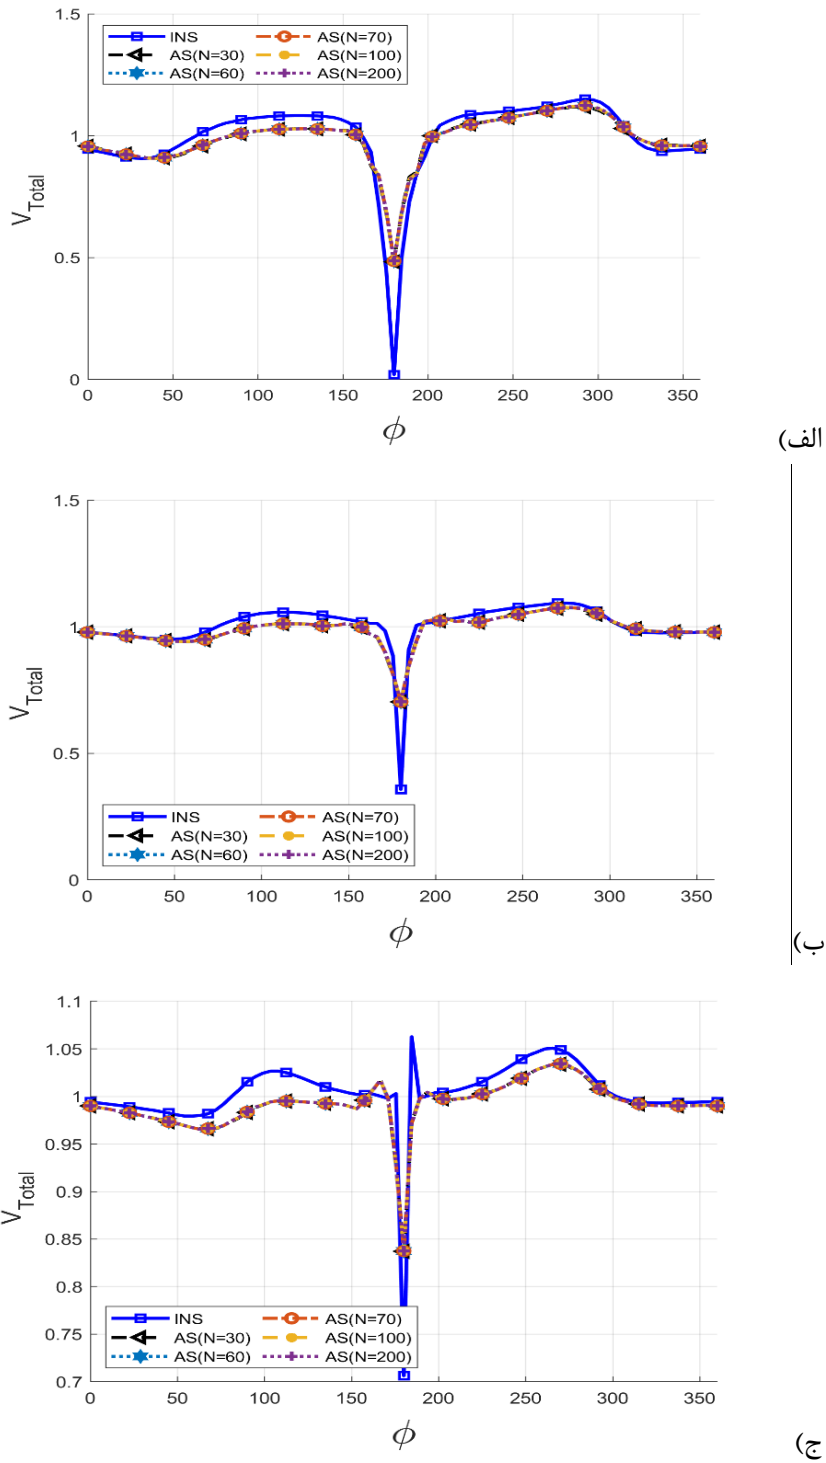 1.5
INS AS(N=70)
AS(N=30) AS(N=100)
AS(N=60) AS(N=200)
1
V_Total
0.5
0
0 50 100 150 200 250 300 350
ϕ
الف)
1.5
1
V_Total
0.5
INS AS(N=70)
AS(N=30) AS(N=100)
AS(N=60) AS(N=200)
0
0 50 100 150 200 250 300 350
ϕ
ب)
1.1
1.05
1
0.95
V_Total
0.9
0.85
0.8
INS AS(N=70)
0.75 AS(N=30) AS(N=100)
AS(N=60) AS(N=200)
0.7
0 50 100 150 200 250 300 350
ϕ
ج)